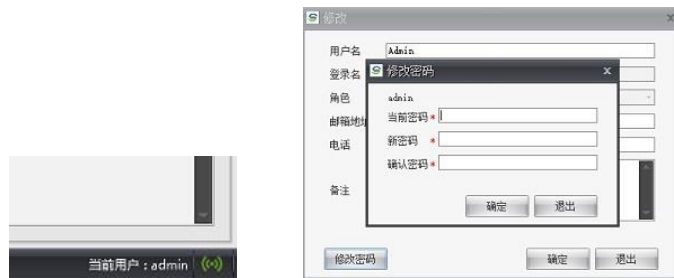 当前用户：admin
修改
用户名 Admin
登录名
角色
邮箱地址
电话
备注
修改密码
admin
当前密码*
新密码 *
确认密码*
确定 退出
修改密码 确定 退出